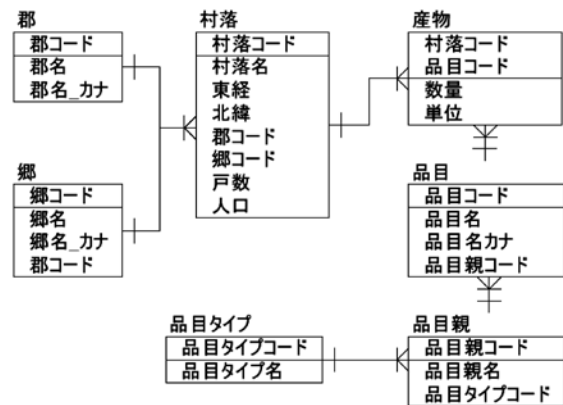 郡
郡コード
郡名
郡名_カナ
村落
村落コード
村落名
東経
北緯
郡コード
郷コード
戸数
人口
産物
村落コード
品目コード
数量
単位
郷
郷コード
郷名
郷名_カナ
郡コード
品目
品目コード
品目名
品目名カナ
品目親コード
品目タイプ
品目タイプコード
品目タイプ名
品目親
品目親コード
品目親名
品目タイプコード